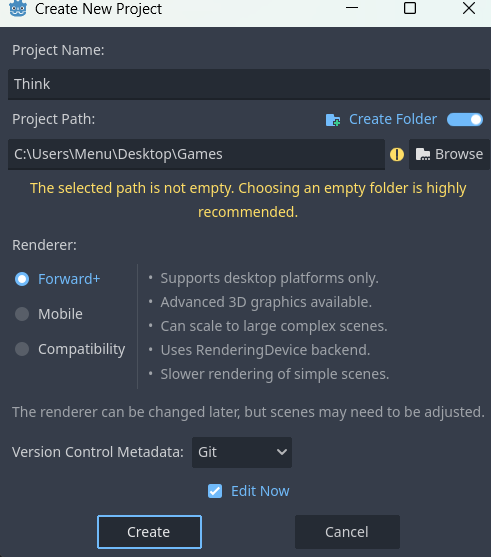 Create New Project
Project Name:
Think
Project Path:
Create Folder
C:\Users\Menu\Desktop\Games
Browse
The selected path is not empty. Choosing an empty folder is highly
recommended.
Renderer:
Forward+
Mobile
Compatibility
• Supports desktop platforms only.
• Advanced 3D graphics available.
• Can scale to large complex scenes.
• Uses RenderingDevice backend.
• Slower rendering of simple scenes.
The renderer can be changed later, but scenes may need to be adjusted.
Version Control Metadata:
Git
Edit Now
Create
Cancel